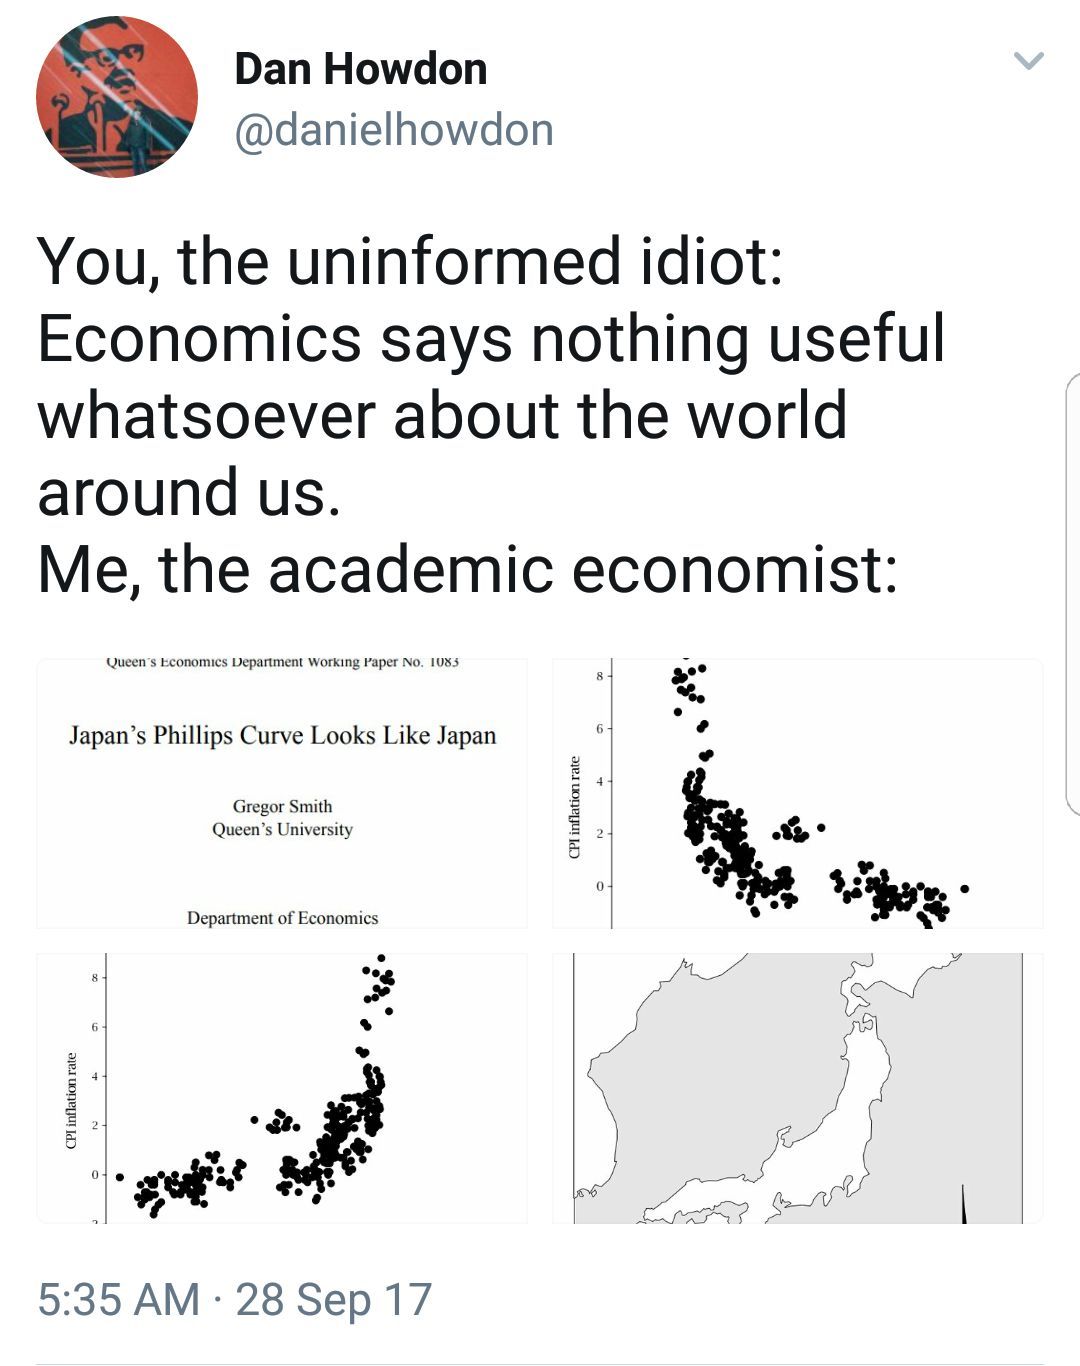 Dan Howdon
@danielhowdon
You, the uninformed idiot:
Economics says nothing useful
whatsoever about the world
around us.
Me, the academic economist:
Queen's Economics Department Working Paper No. 1083
Japan's Phillips Curve Looks Like Japan
Gregor Smith
Queen's University
Department of Economics
8
6
4
2
0
CPI inflation rate
8
6
4
2
0
CPI inflation rate
5:35 AM · 28 Sep 17